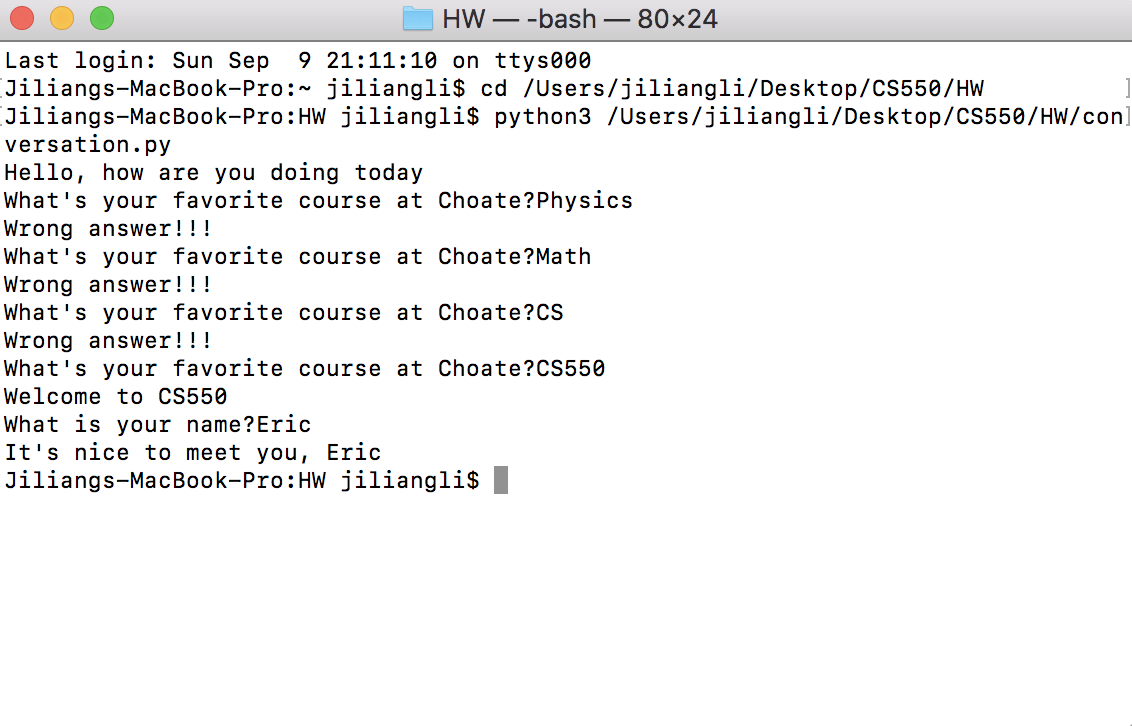 HW — -bash — 80×24
Last login: Sun Sep  9 21:11:10 on ttys000
[Jiliangs-MacBook-Pro:~ jiliangli$ cd /Users/jiliangli/Desktop/CS550/HW          ]
[Jiliangs-MacBook-Pro:HW jiliangli$ python3 /Users/jiliangli/Desktop/CS550/HW/con]
versation.py
Hello, how are you doing today
What's your favorite course at Choate?Physics
Wrong answer!!!
What's your favorite course at Choate?Math
Wrong answer!!!
What's your favorite course at Choate?CS
Wrong answer!!!
What's your favorite course at Choate?CS550
Welcome to CS550
What is your name?Eric
It's nice to meet you, Eric
Jiliangs-MacBook-Pro:HW jiliangli$